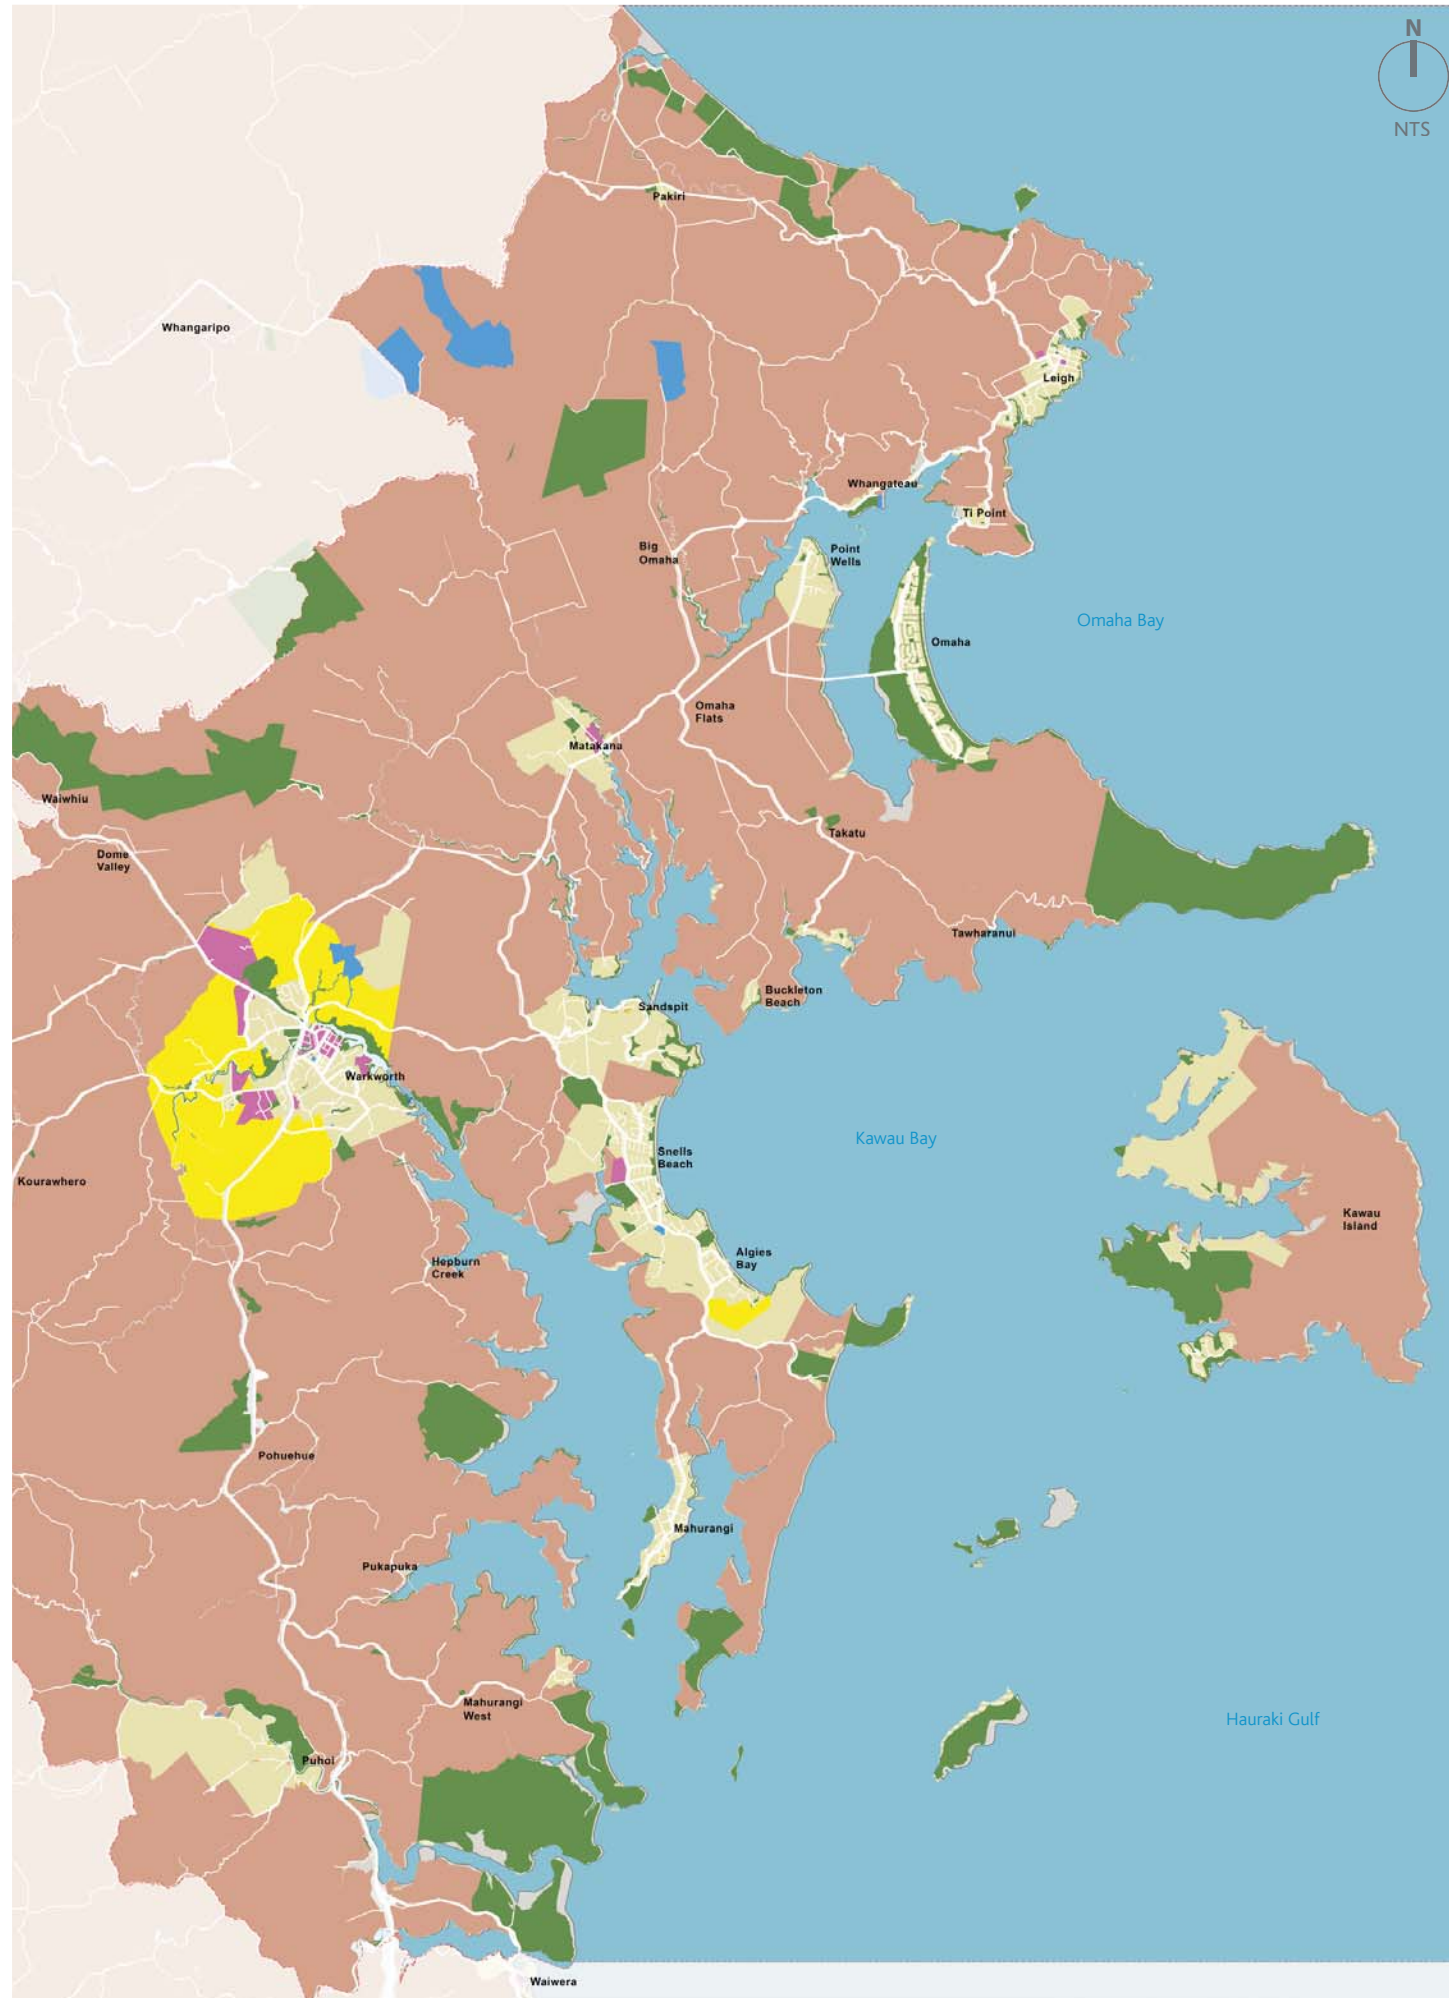 N
NTS
Pakiri
Whangaripo
Leigh
Whangateau
Ti Point
Big
Omaha
Point
Wells
Omaha Bay
Omaha
Omaha
Flats
Matakana
Waiwhiu
Takatu
Dome
Valley
Tawharanui
Buckleton
Beach
Sandspit
Warkworth
Kawau Bay
Snells
Beach
Kourawhero
Kawau
Island
Algies
Bay
Hepburn
Creek
Pohuehue
Mahurangi
Pukapuka
Mahurangi
West
Hauraki Gulf
Puhoi
Waiwera